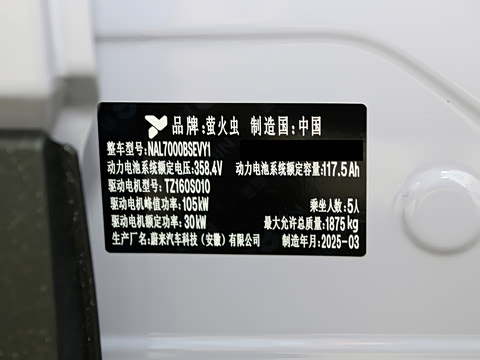 品牌:萤火虫 制造国:中国
整车型号:NAL7000BSEVY1
动力电池系统额定电压:358.4V 动力电池系统额定容量:117.5Ah
驱动电机型号:TZ160S010
驱动电机峰值功率:105kW 乘坐人数:5人
驱动电机额定功率:30kW 最大允许总质量:1875kg
生产厂名:蔚来汽车科技（安徽）有限公司 制造年月:2025-03